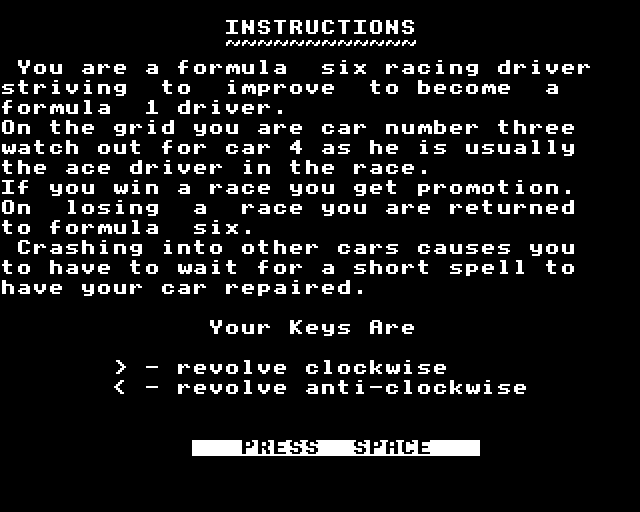 INSTRUCTIONS
~~~~~~~~~~~~
You are a formula  six racing driver
striving  to  improve  to become  a
formula  1 driver.
On the grid you are car number three
watch out for car 4 as he is usually
the ace driver in the race.
If you win a race you get promotion.
On  losing  a  race you are returned
to formula  six.
Crashing into other cars causes you
to have to wait for a short spell to
have your car repaired.
Your Keys Are
> - revolve clockwise
< - revolve anti-clockwise
PRESS  SPACE